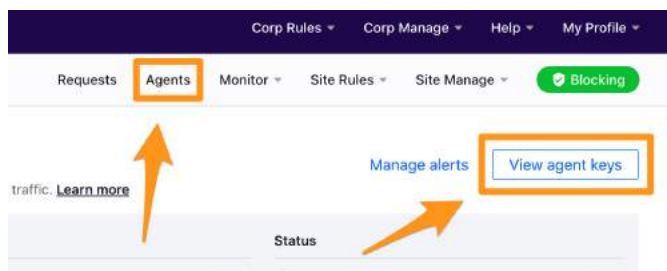 Corp Rules Corp Manage Help My Profile
Requests Agents Monitor Site Rules Site Manage Blocking
Manage alerts View agent keys
traffic. Learn more
Status